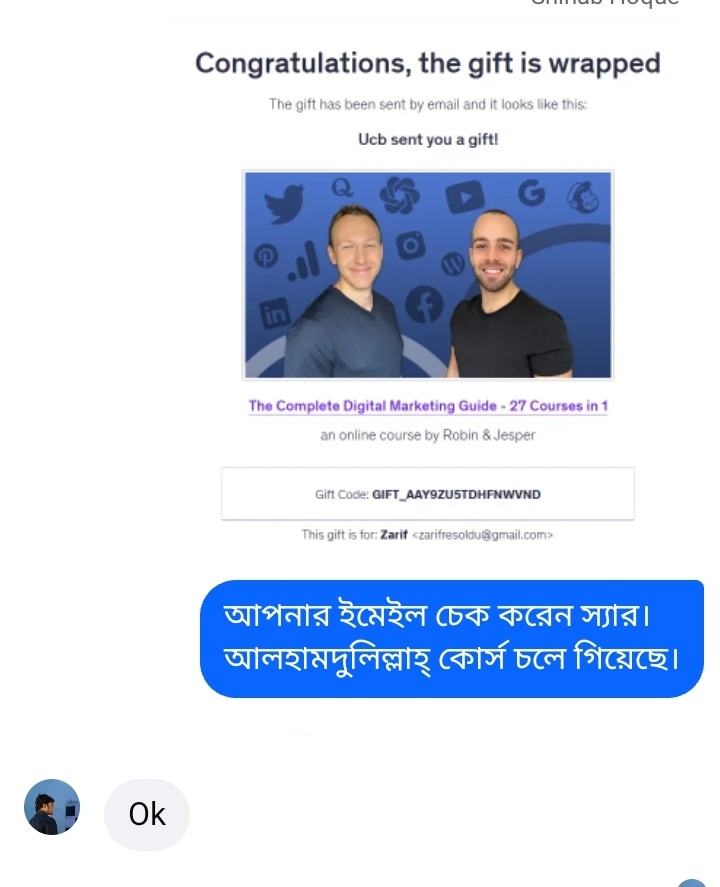 Congratulations, the gift is wrapped
The gift has been sent by email and it looks like this:
Ucb sent you a gift!
The Complete Digital Marketing Guide - 27 Courses in 1
an online course by Robin & Jesper
Gift Code: GIFT_AAY9ZU5TDHFNWVND
This gift is for: Zarif <zarifresoldu@gmail.com>
আপনার ইমেইল চেক করেন স্যার।
আলহামদুলিল্লাহ্ কোর্স চলে গিয়েছে।
Ok